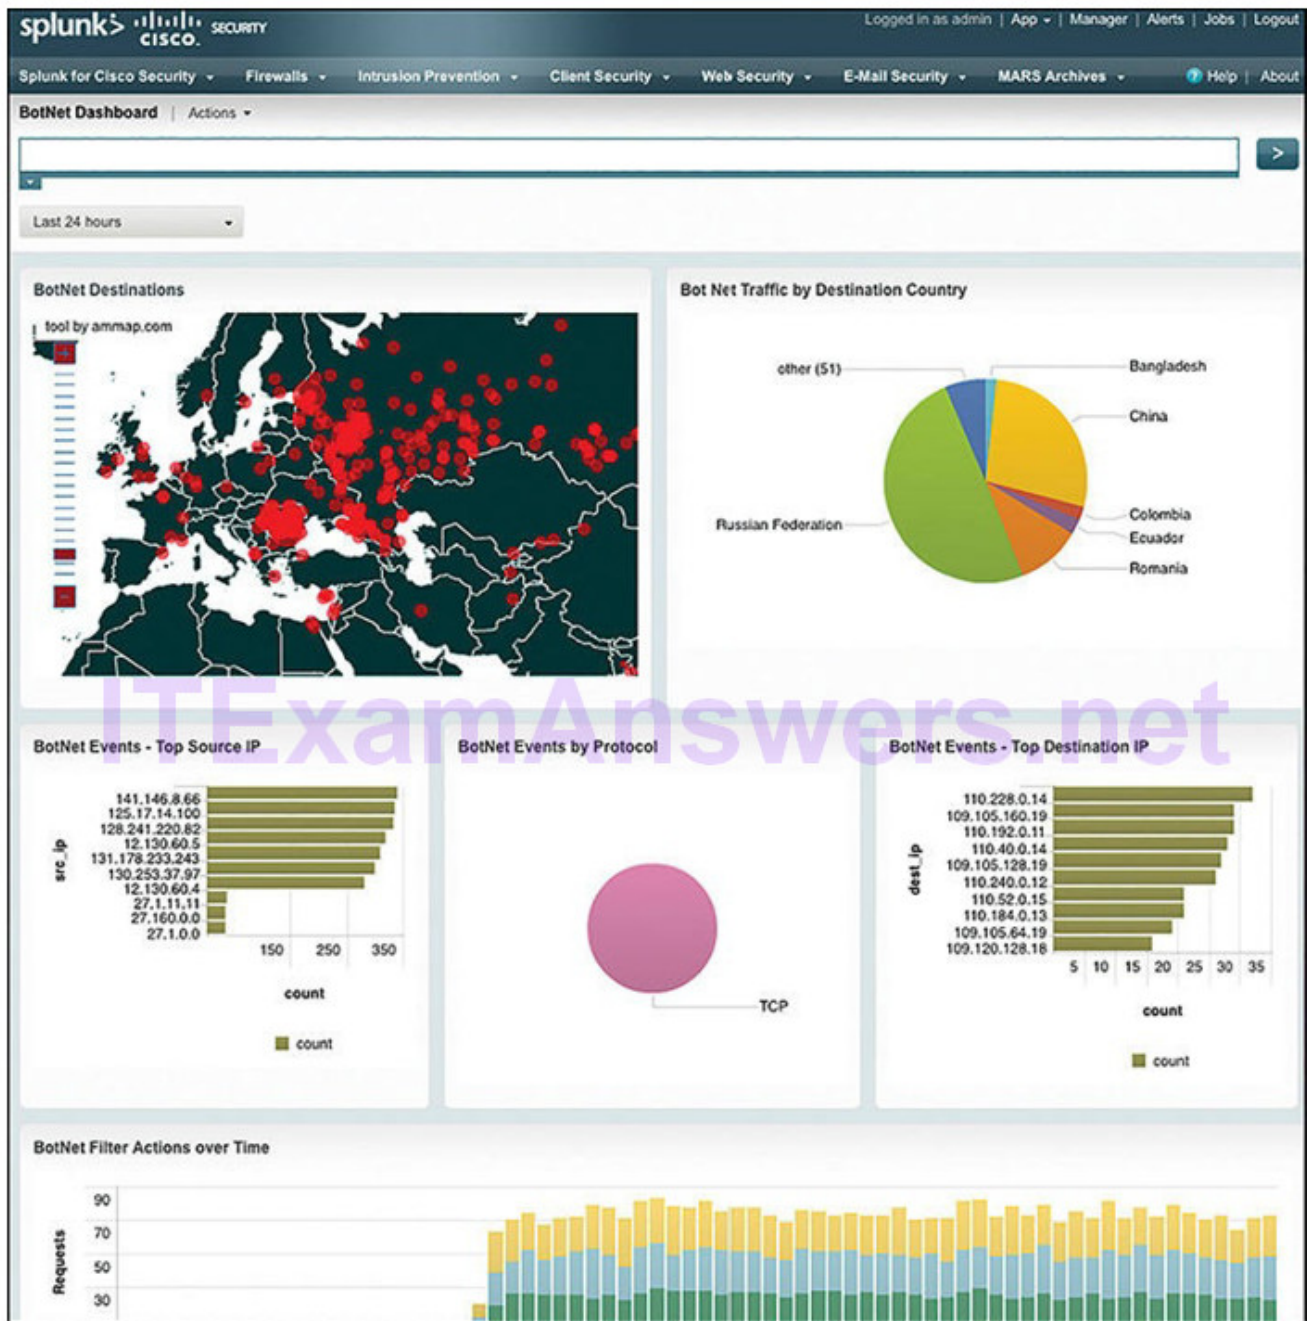 splunk> CISCO. SECURITY
Logged in as admin | App | Manager | Alerts | Jobs | Logout
Splunk for Cisco Security Firewalls Intrusion Prevention Client Security Web Security E-Mail Security MARS Archives ? Help | About
BotNet Dashboard | Actions
>
Last 24 hours
BotNet Destinations
tool by ammap.com
Bot Net Traffic by Destination Country
other (51)
Bangladesh
China
Colombia
Ecuador
Romania
Russian Federation
ITExamAnswers.net
BotNet Events - Top Source IP
src_ip
141.146.8.66
125.17.14.100
128.241.220.82
12.130.60.5
131.178.233.243
130.253.37.97
12.130.60.4
27.1.11.11
27.160.0.0
27.1.0.0
150 250 350
count
count
BotNet Events by Protocol
TCP
BotNet Events - Top Destination IP
dest_ip
110.228.0.14
109.105.160.19
110.192.0.11
110.40.0.14
109.105.128.19
110.240.0.12
110.52.0.15
110.184.0.13
109.105.64.19
109.120.128.18
5 10 15 20 25 30 35
count
count
BotNet Filter Actions over Time
Requests
90
70
50
30